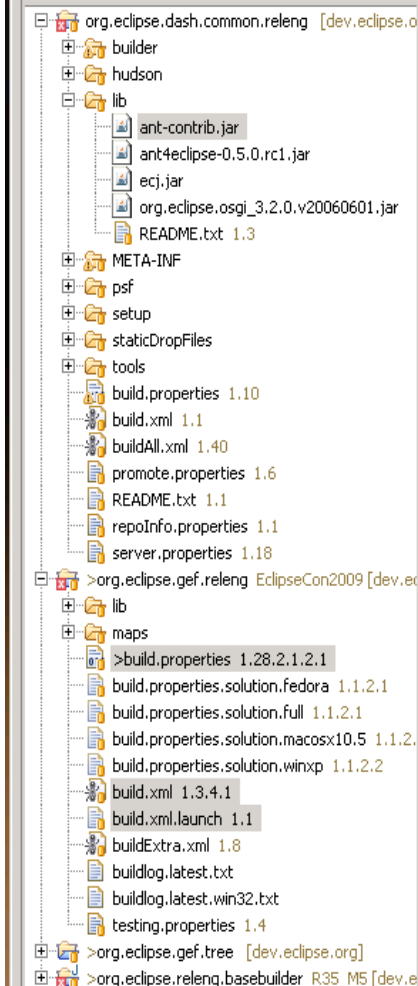 org.eclipse.dash.common.releng [dev.eclipse.o
builder
hudson
lib
ant-contrib.jar
ant4eclipse-0.5.0.rc1.jar
ecj.jar
org.eclipse.osgi_3.2.0.v20060601.jar
README.txt 1.3
META-INF
psf
setup
staticDropFiles
tools
build.properties 1.10
build.xml 1.1
buildAll.xml 1.40
promote.properties 1.6
README.txt 1.1
repoInfo.properties 1.1
server.properties 1.18
>org.eclipse.gef.releng EclipseCon2009 [dev.ec
lib
maps
>build.properties 1.28.2.1.2.1
build.properties.solution.fedora 1.1.2.1
build.properties.solution.full 1.1.2.1
build.properties.solution.macosx10.5 1.1.2.
build.properties.solution.winxp 1.1.2.2
build.xml 1.3.4.1
build.xml.launch 1.1
buildExtra.xml 1.8
buildlog.latest.txt
buildlog.latest.win32.txt
testing.properties 1.4
>org.eclipse.gef.tree [dev.eclipse.org]
>org.eclipse.releng.basebuilder R35_M5 [dev.e